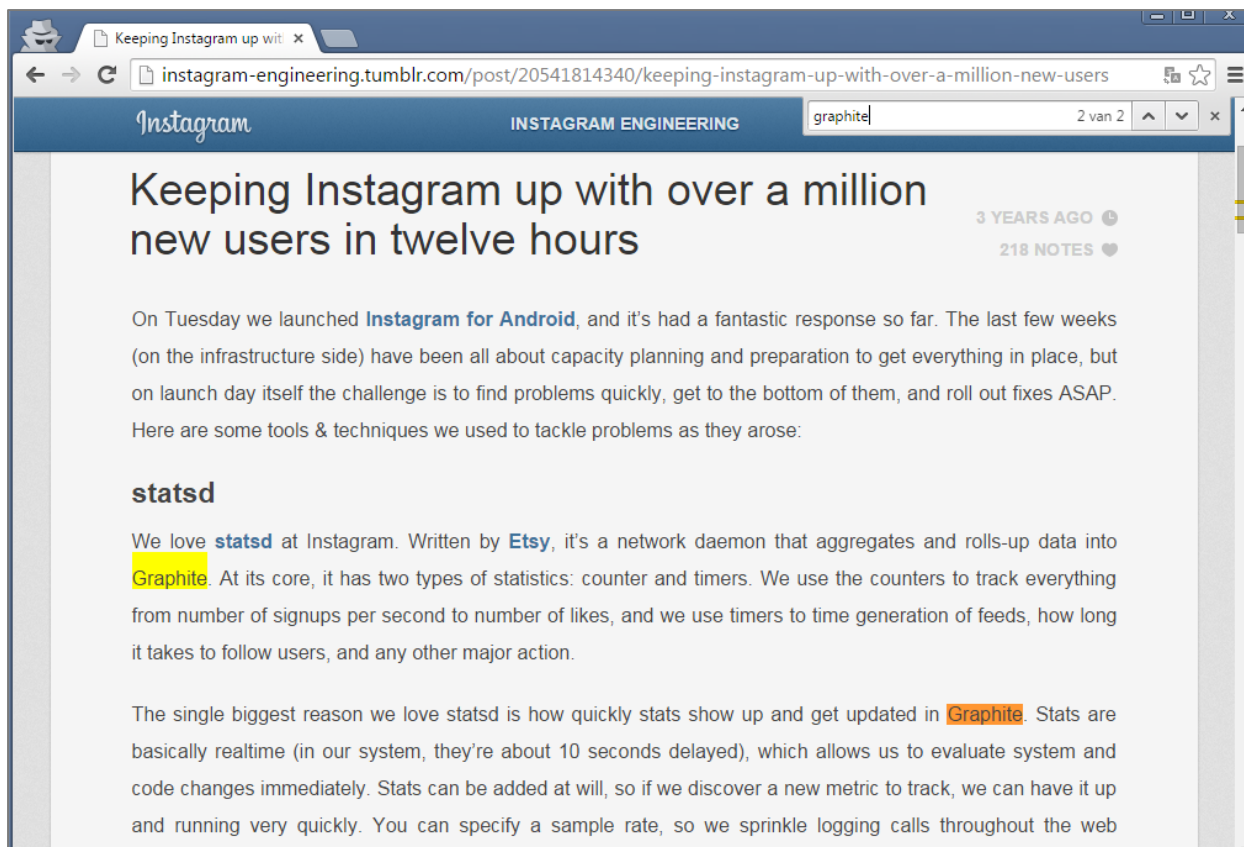 Keeping Instagram up wit
instagram-engineering.tumblr.com/post/20541814340/keeping-instagram-up-with-over-a-million-new-users
Instagram
INSTAGRAM ENGINEERING
graphite
2 van 2
Keeping Instagram up with over a million
new users in twelve hours
3 YEARS AGO
218 NOTES
On Tuesday we launched Instagram for Android, and it's had a fantastic response so far. The last few weeks
(on the infrastructure side) have been all about capacity planning and preparation to get everything in place, but
on launch day itself the challenge is to find problems quickly, get to the bottom of them, and roll out fixes ASAP.
Here are some tools & techniques we used to tackle problems as they arose:
statsd
We love statsd at Instagram. Written by Etsy, it's a network daemon that aggregates and rolls-up data into
Graphite. At its core, it has two types of statistics: counter and timers. We use the counters to track everything
from number of signups per second to number of likes, and we use timers to time generation of feeds, how long
it takes to follow users, and any other major action.
The single biggest reason we love statsd is how quickly stats show up and get updated in Graphite. Stats are
basically realtime (in our system, they're about 10 seconds delayed), which allows us to evaluate system and
code changes immediately. Stats can be added at will, so if we discover a new metric to track, we can have it up
and running very quickly. You can specify a sample rate, so we sprinkle logging calls throughout the web